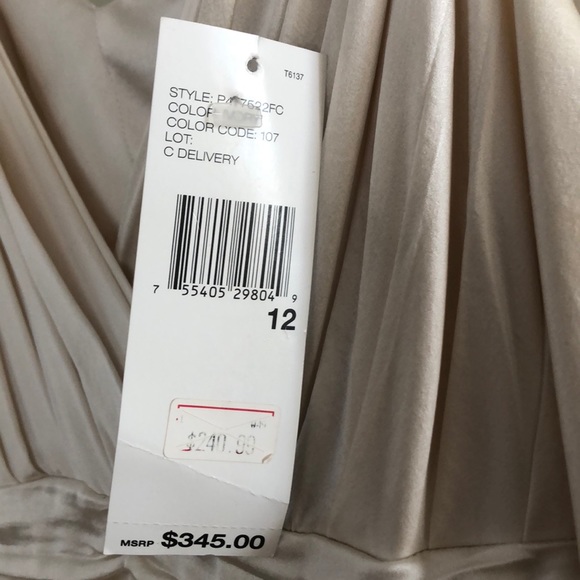 T6137
STYLE:
COLOR:
COLOR CODE: 107
LOT:
C DELIVERY
7 55405 29804 9
12
$240.99
MSRP $345.00